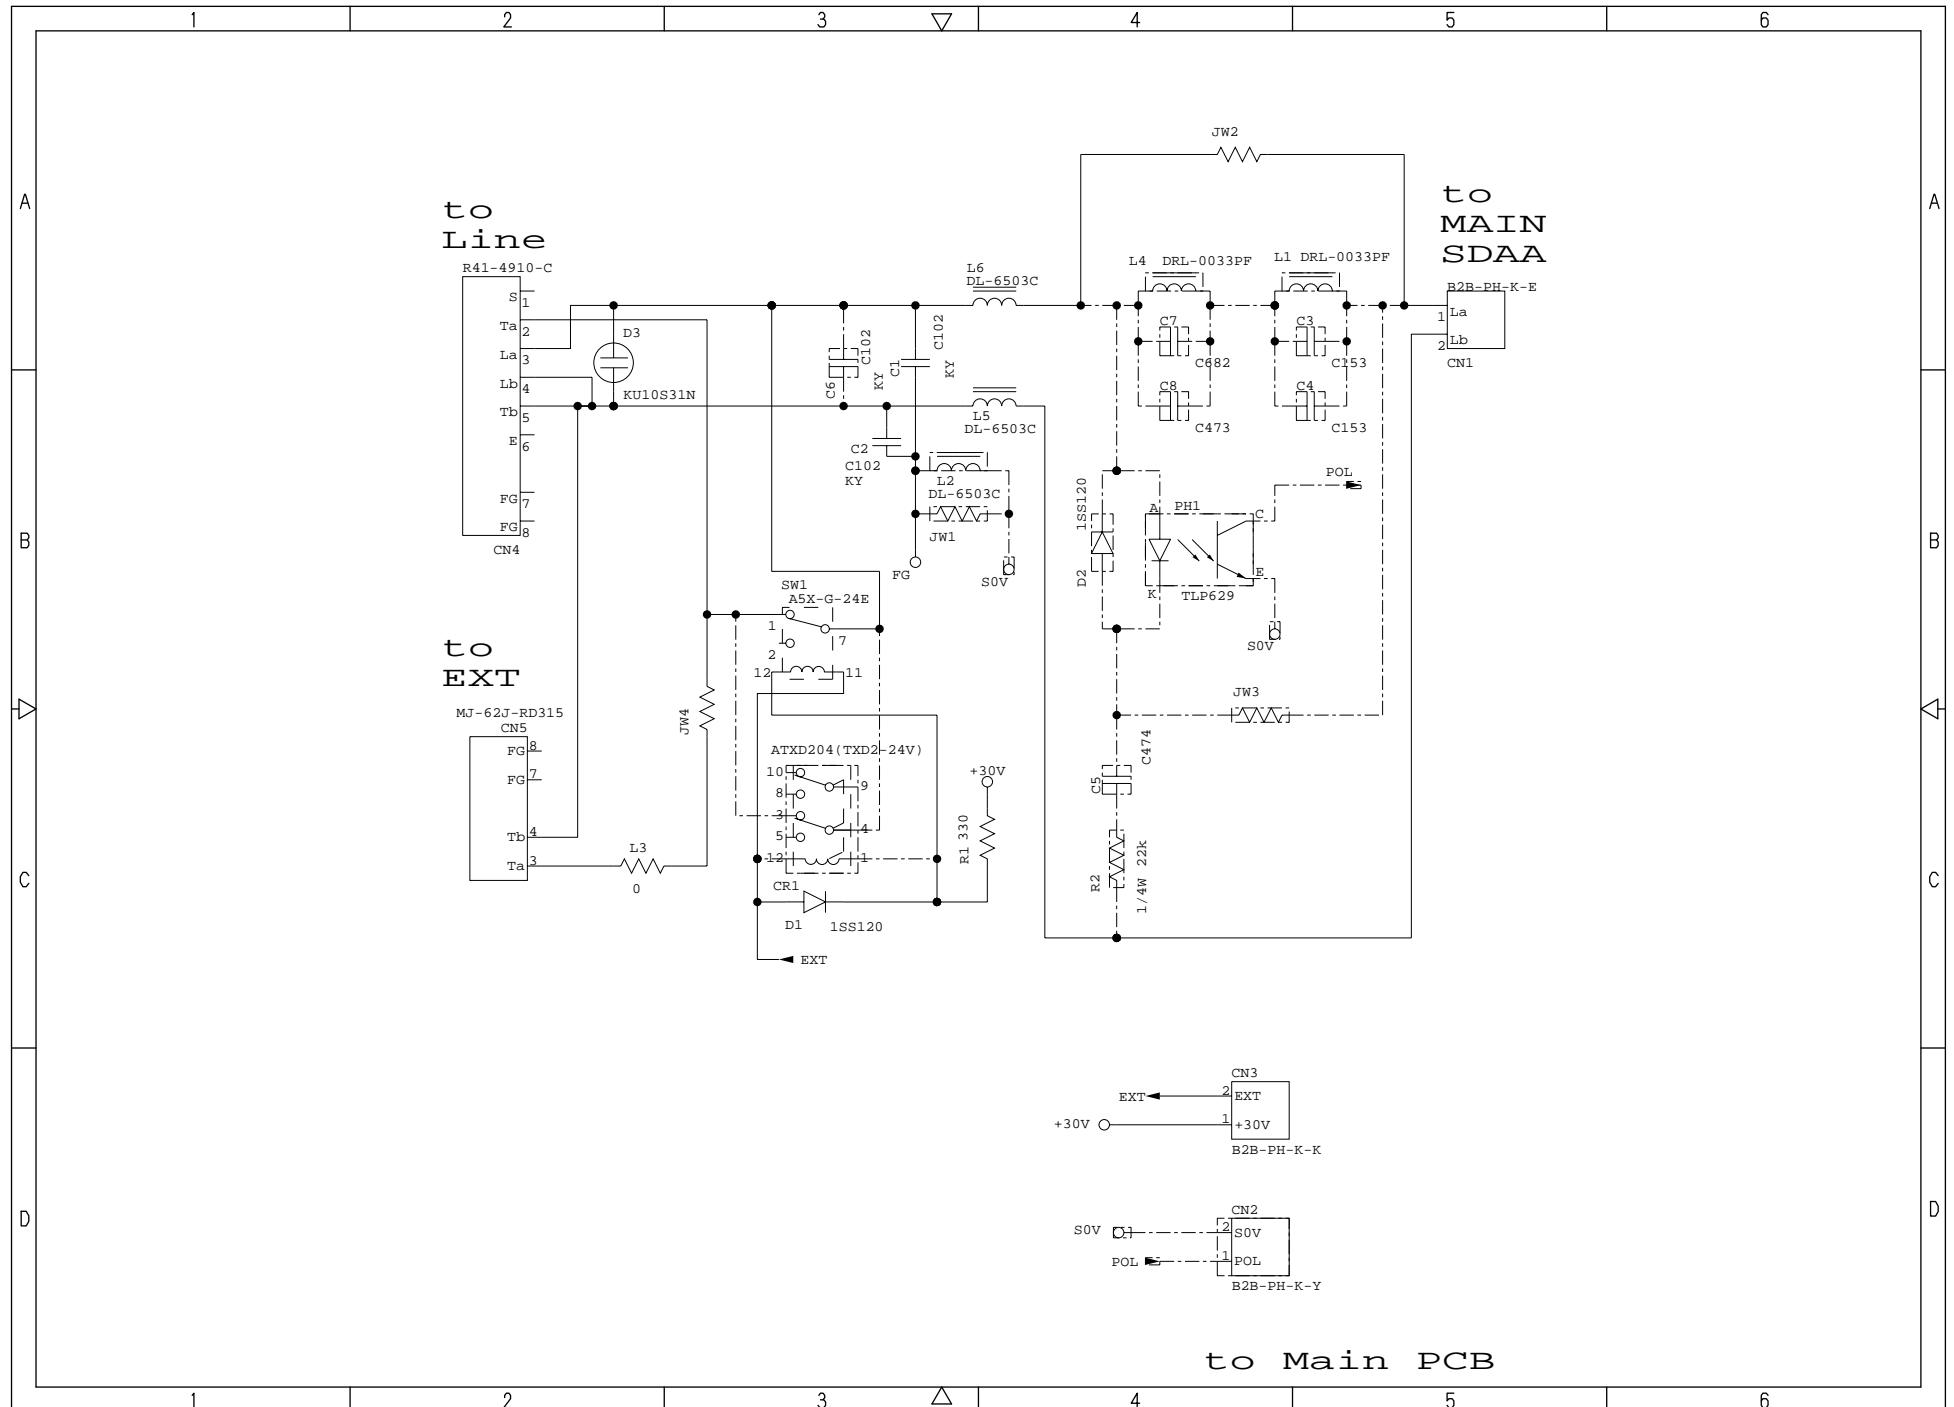 1 2 3 4 5 6
A
A
JW2
to
Line
to
MAIN
SDAA
R41-4910-C
L6
DL-6503C
L4 DRL-0033PF
L1 DRL-0033PF
B2B-PH-K-E
S 1
Ta 2
La 3
Lb 4
Tb 5
E 6
FG 7
FG 8
CN4
D3
KU10S31N
C6
C102
KY
C1
C102
KY
C7
C682
C3
C153
C8
C473
C4
C153
1 La
2 Lb
CN1
L5
DL-6503C
C2
C102
KY
L2
DL-6503C
JW1
FG
S0V
POL
B
B
1SS120
D2
A PH1 C
K TLP629 E
S0V
SW1
A5X-G-24E
1
7
2
12 11
to
EXT
MJ-62J-RD315
CN5
FG 8
FG 7
Tb 4
Ta 3
JW4
JW3
L3
0
ATXD204(TXD2-24V)
10
9
8
3
4
5
12 1
CR1
D1 1SS120
EXT
+30V
R1 330
C474
C5
R2
1/4W 22k
C
C
CN3
EXT 2 EXT
+30V 1 +30V
B2B-PH-K-K
D
D
CN2
S0V 2 S0V
POL 1 POL
B2B-PH-K-Y
to Main PCB
1 2 3 4 5 6